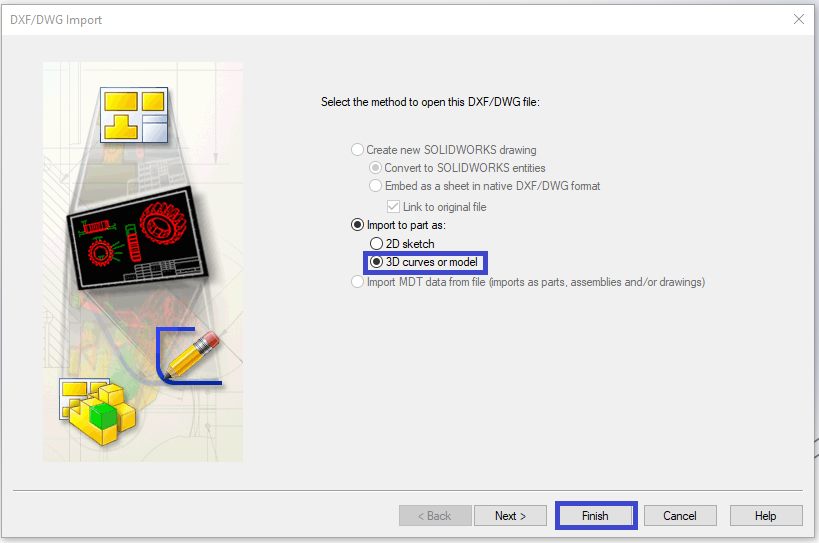 DXF/DWG Import
Select the method to open this DXF/DWG file:
Create new SOLIDWORKS drawing
Convert to SOLIDWORKS entities
Embed as a sheet in native DXF/DWG format
Link to original file
Import to part as:
2D sketch
3D curves or model
Import MDT data from file (imports as parts, assemblies and/or drawings)
< Back Next > Finish Cancel Help